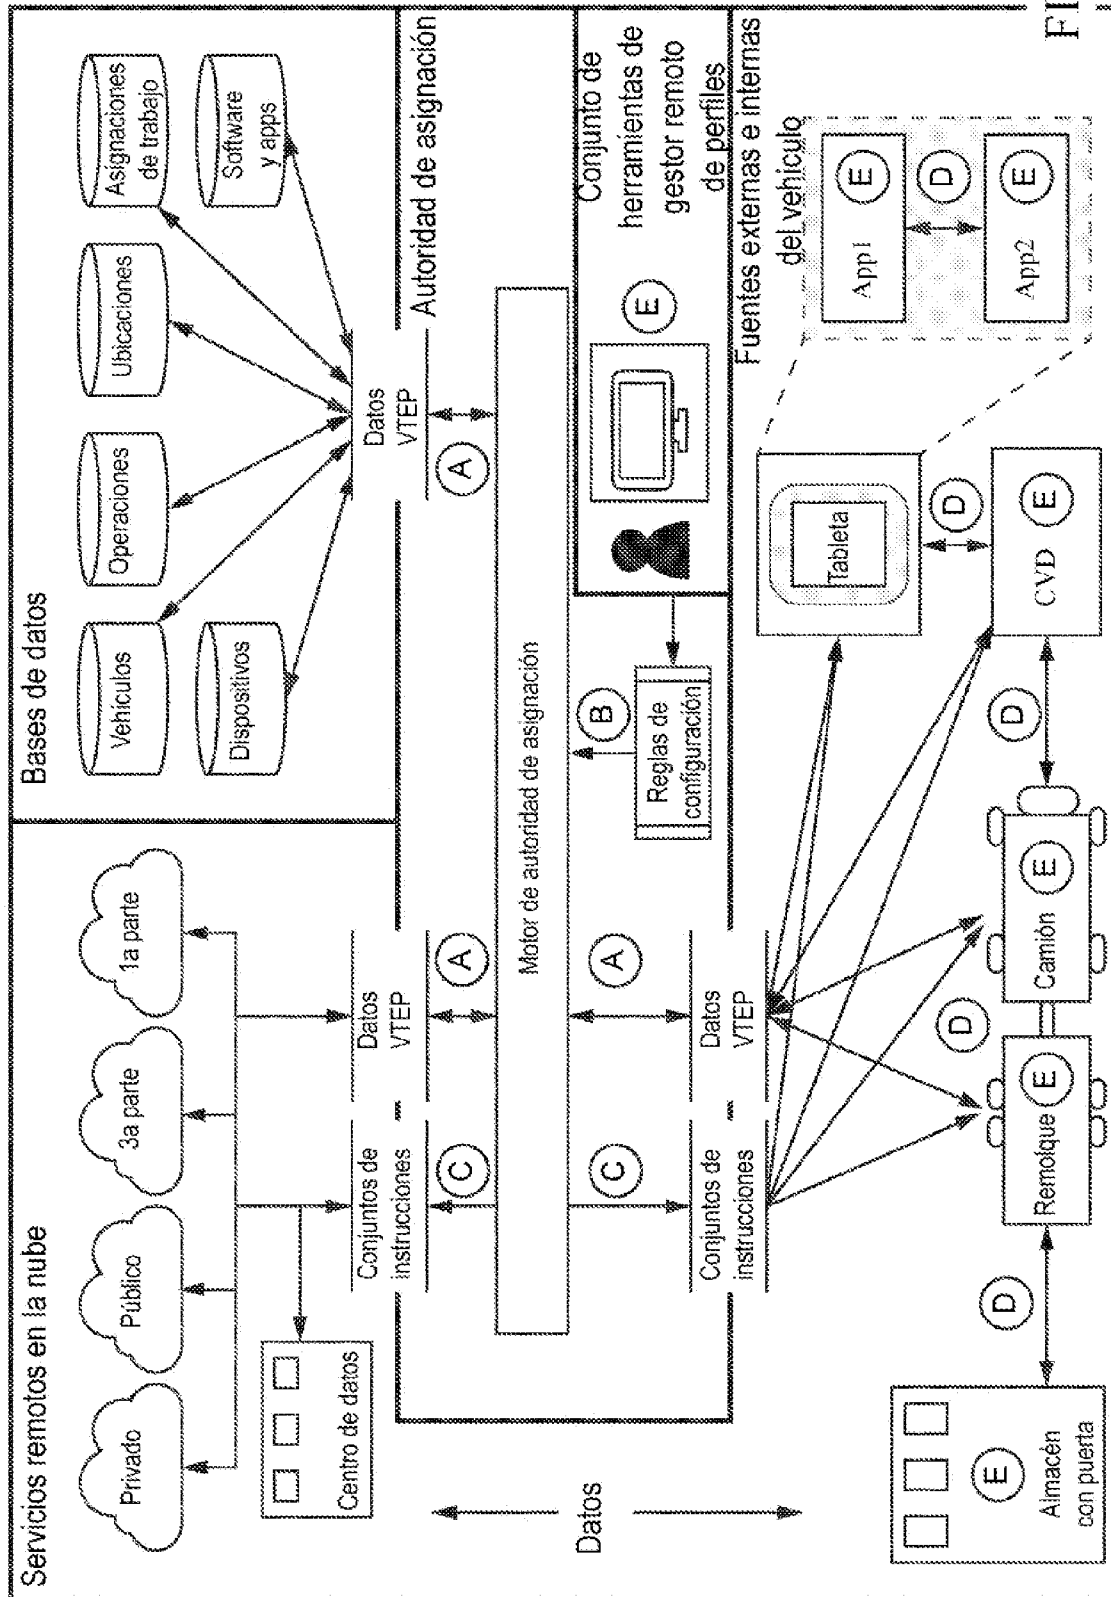 Servicios remotos en la nube
Privado
Público
3a parte
1a parte
Centro de datos
Conjuntos de
instrucciones
Datos
VTEP
Bases de datos
Vehículos
Operaciones
Ubicaciones
Asignaciones
de trabajo
Dispositivos
Software
y apps
Datos
VTEP
Autoridad de asignación
C
A
A
Motor de autoridad de asignación
C
A
B
Conjuntos de
instrucciones
Datos
VTEP
Reglas de
configuración
Conjunto de
herramientas de
gestor remoto
de perfiles
E
Datos
Fuentes externas e internas
del vehículo
Tableta
App1
E
D
App2
E
D
CVD
E
D
Camión
E
D
Remolque
E
D
E
Almacén
con puerta